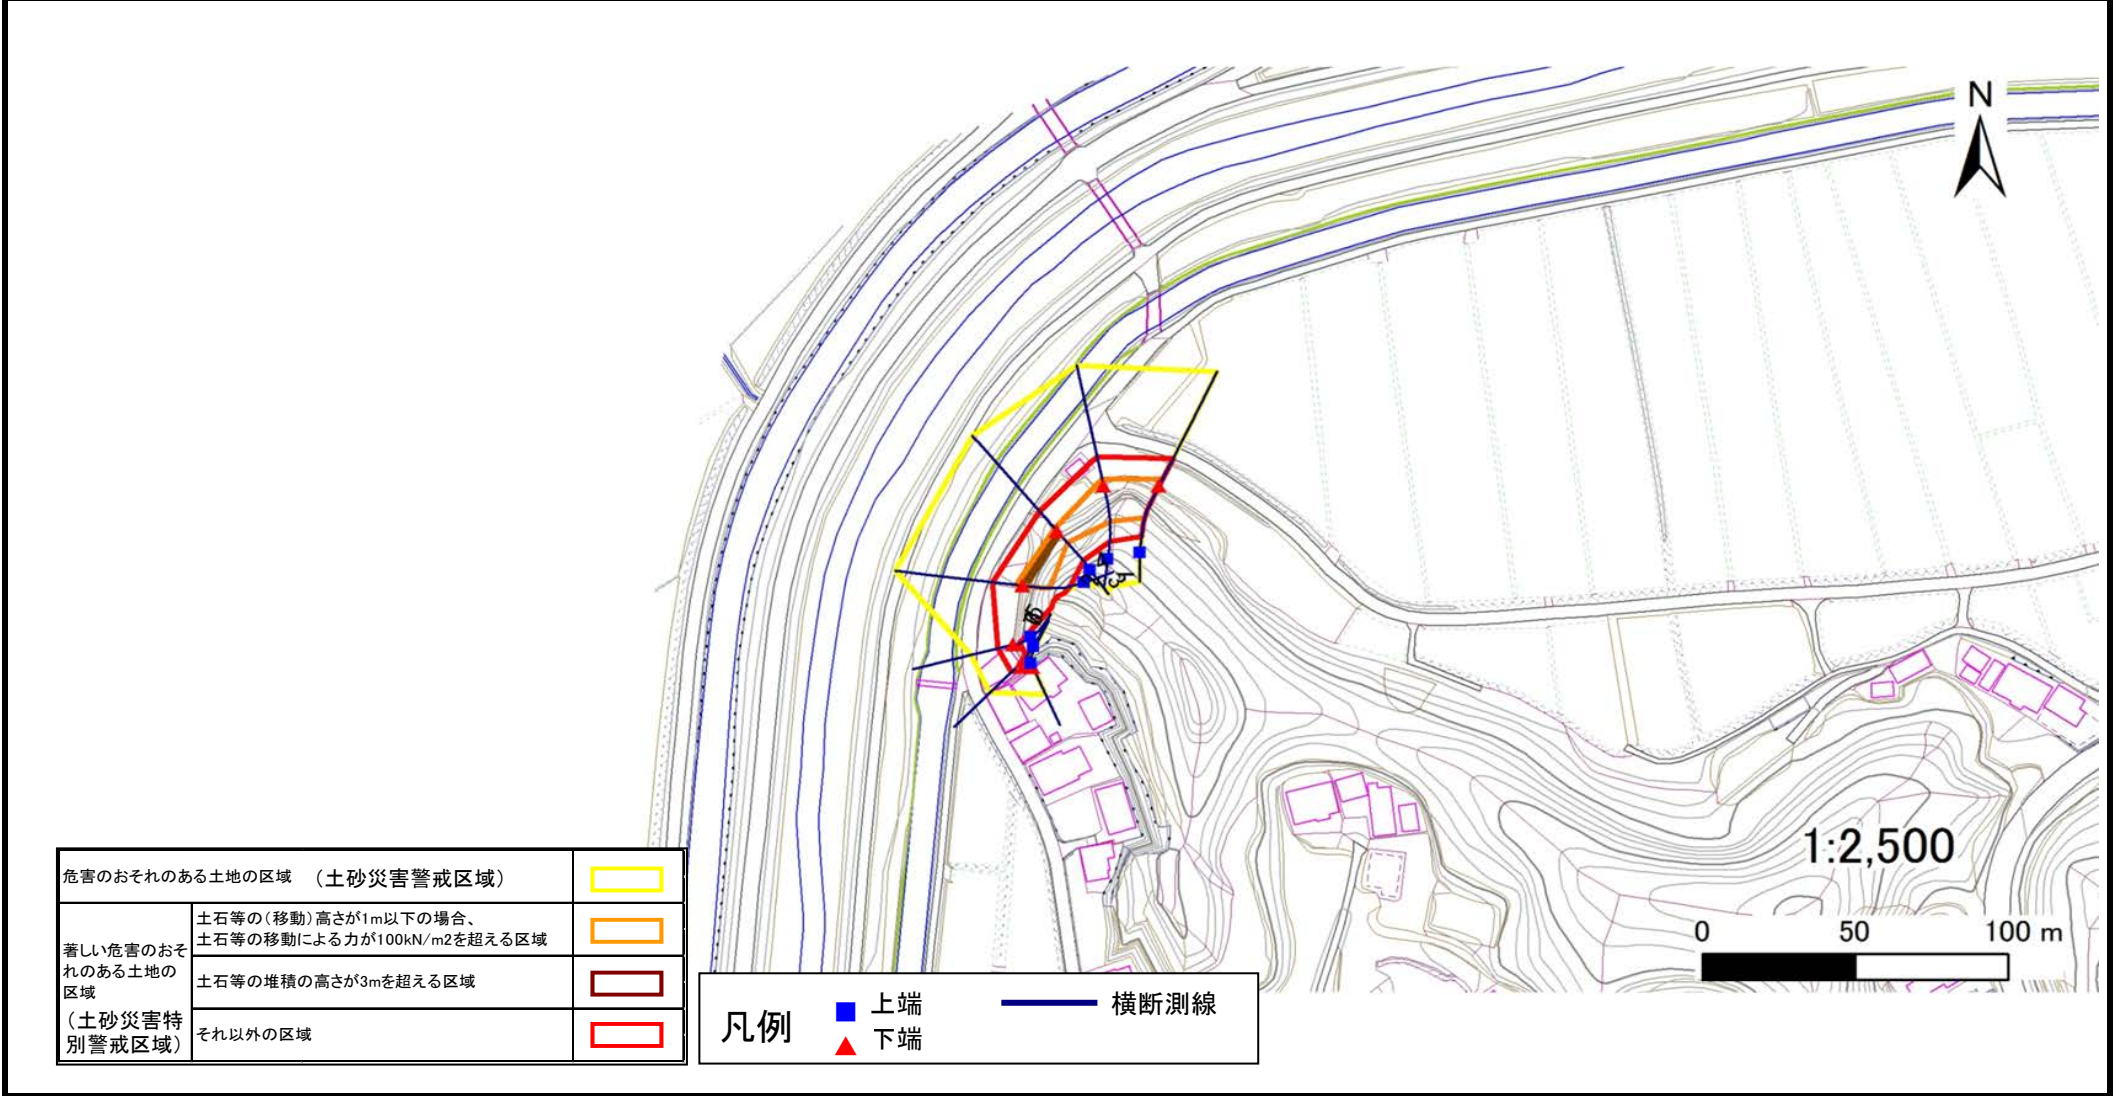 N
1:2,500
0 50 100 m
危害のおそれのある土地の区域 （土砂災害警戒区域）
著しい危害のおそ
れのある土地の
区域
（土砂災害特
別警戒区域）
土石等の（移動）高さが1m以下の場合、
土石等の移動による力が100kN/m2を超える区域
土石等の堆積の高さが3mを超える区域
それ以外の区域
凡例
上端
下端
横断測線